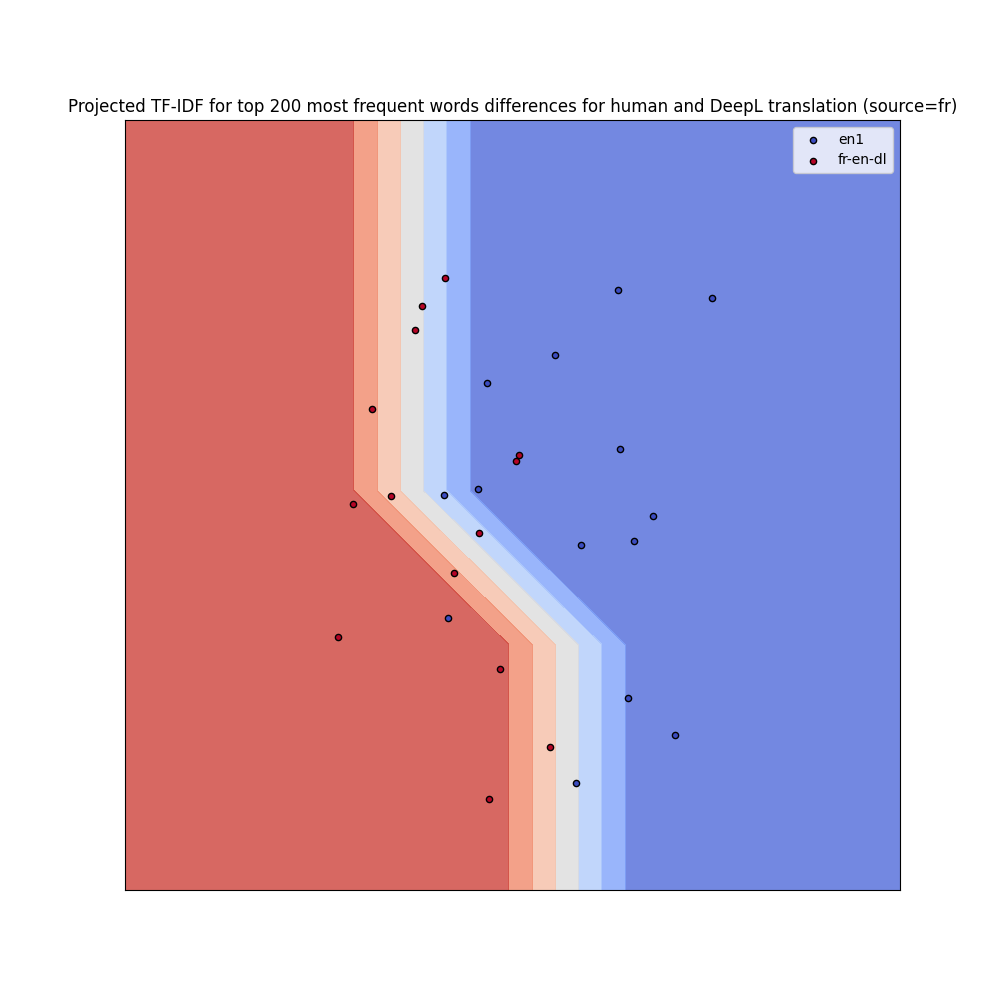 Projected TF-IDF for top 200 most frequent words differences for human and DeepL translation (source=fr)
en1
fr-en-dl